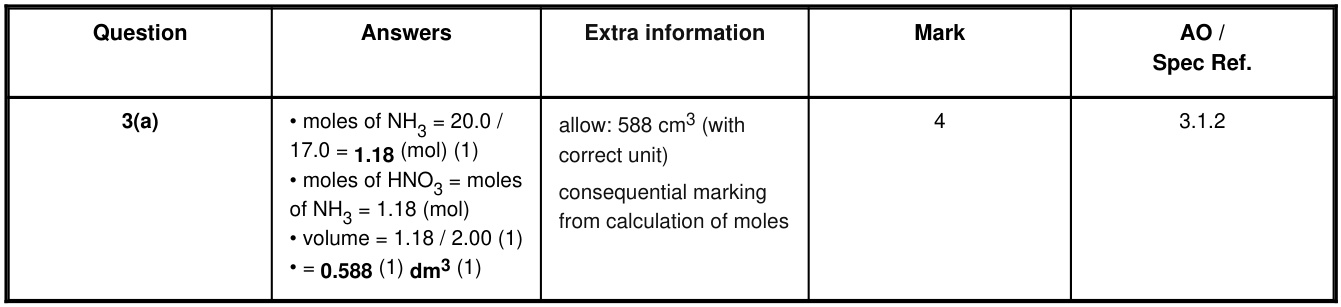 Question Answers Extra information Mark AO /
Spec Ref.
3(a)
• moles of NH3 = 20.0 /
17.0 = 1.18 (mol) (1)
• moles of HNO3 = moles
of NH3 = 1.18 (mol)
• volume = 1.18 / 2.00 (1)
• = 0.588 (1) dm³ (1)
allow: 588 cm³ (with
correct unit)
consequential marking
from calculation of moles
4
3.1.2